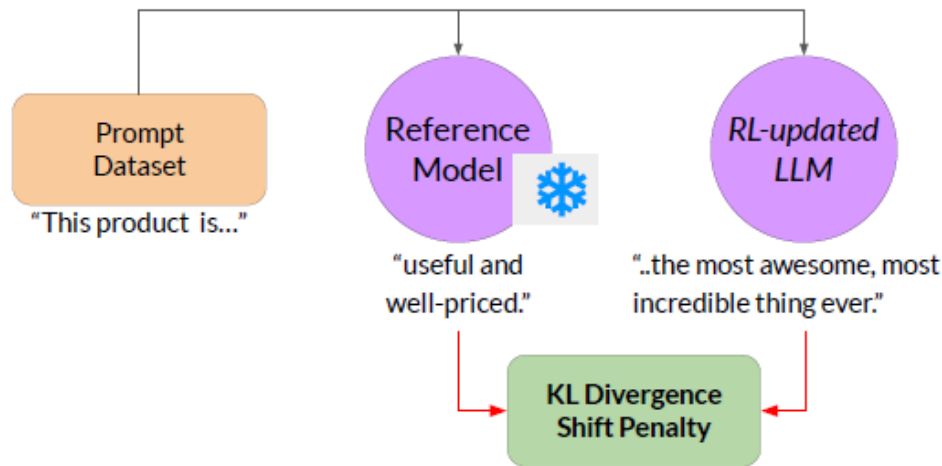 Prompt
Dataset
“This product is...”
Reference
Model
“useful and
well-priced.”
RL-updated
LLM
“..the most awesome, most
incredible thing ever.”
KL Divergence
Shift Penalty